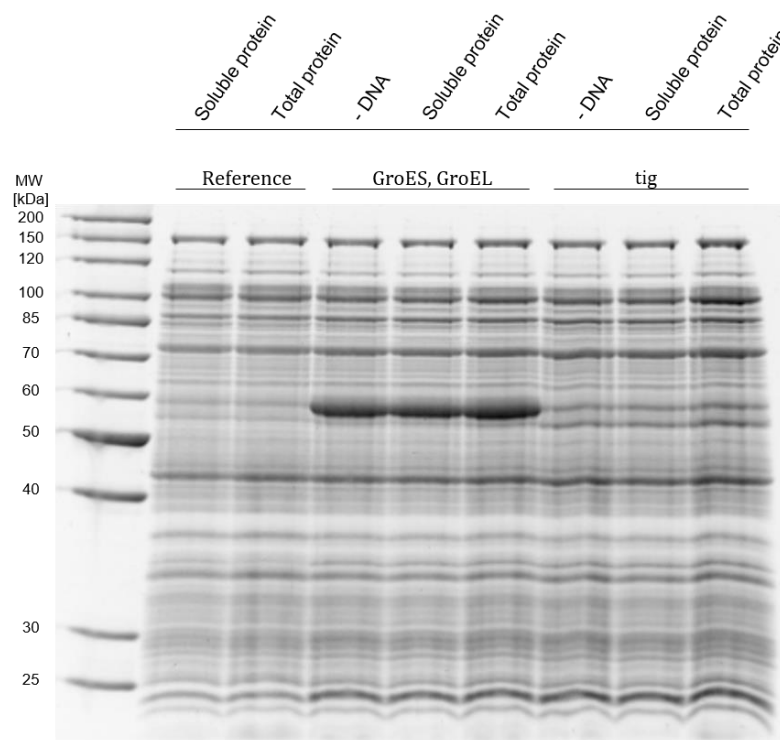 Soluble protein
Total protein
- DNA
Soluble protein
Total protein
- DNA
Soluble protein
Total protein
Reference
GroES, GroEL
tig
MW
[kDa]
200
150
120
100
85
70
60
50
40
30
25